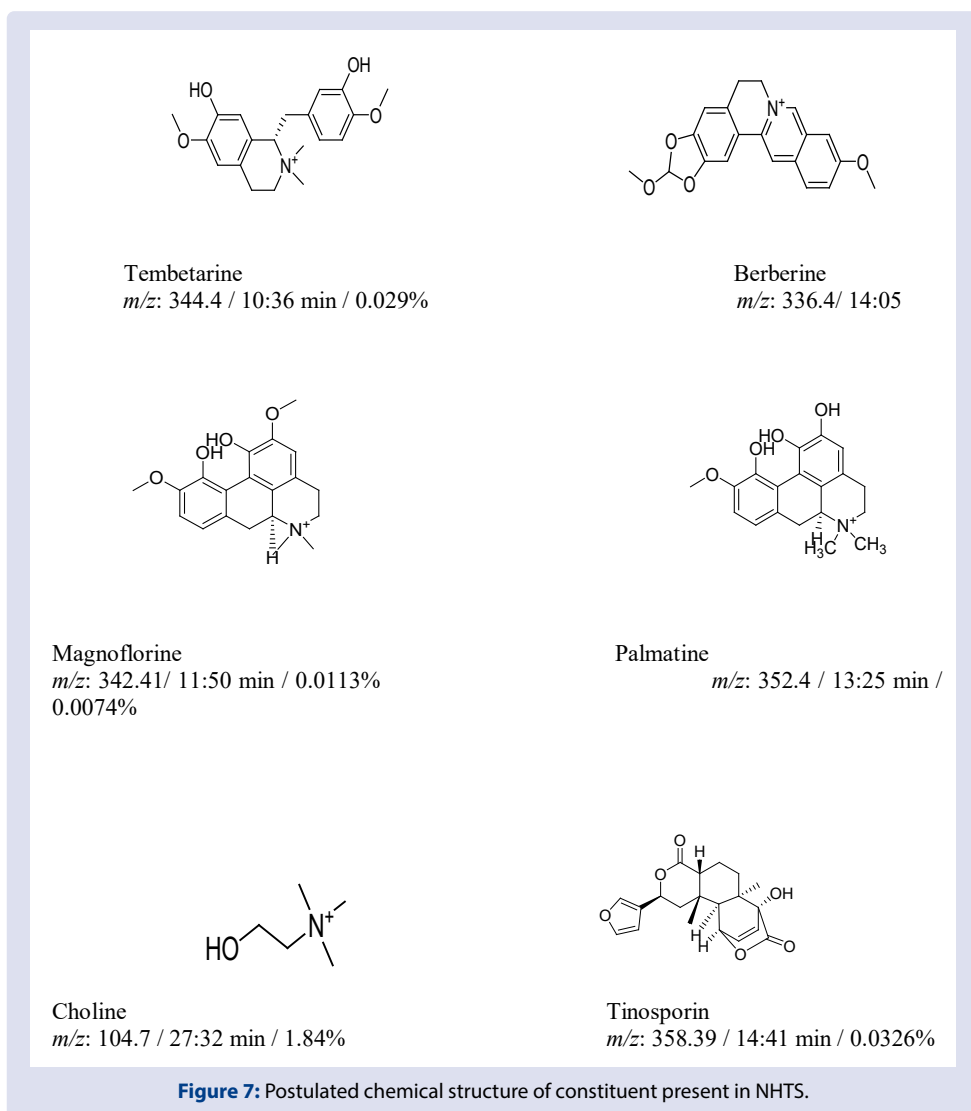 HO
OH
O
O
N+
Tembetarine
m/z: 344.4 / 10:36 min / 0.029%
N+
O
O
O
O
Berberine
m/z: 336.4/ 14:05
O
HO
OH
O
N+
H
Magnoflorine
m/z: 342.41/ 11:50 min / 0.0113%
0.0074%
OH
HO
OH
O
N+
H
H3C
CH3
Palmatine
m/z: 352.4 / 13:25 min /
HO
N+
Choline
m/z: 104.7 / 27:32 min / 1.84%
O
H
O
OH
O
H
H
O
O
Tinosporin
m/z: 358.39 / 14:41 min / 0.0326%
Figure 7: Postulated chemical structure of constituent present in NHTS.